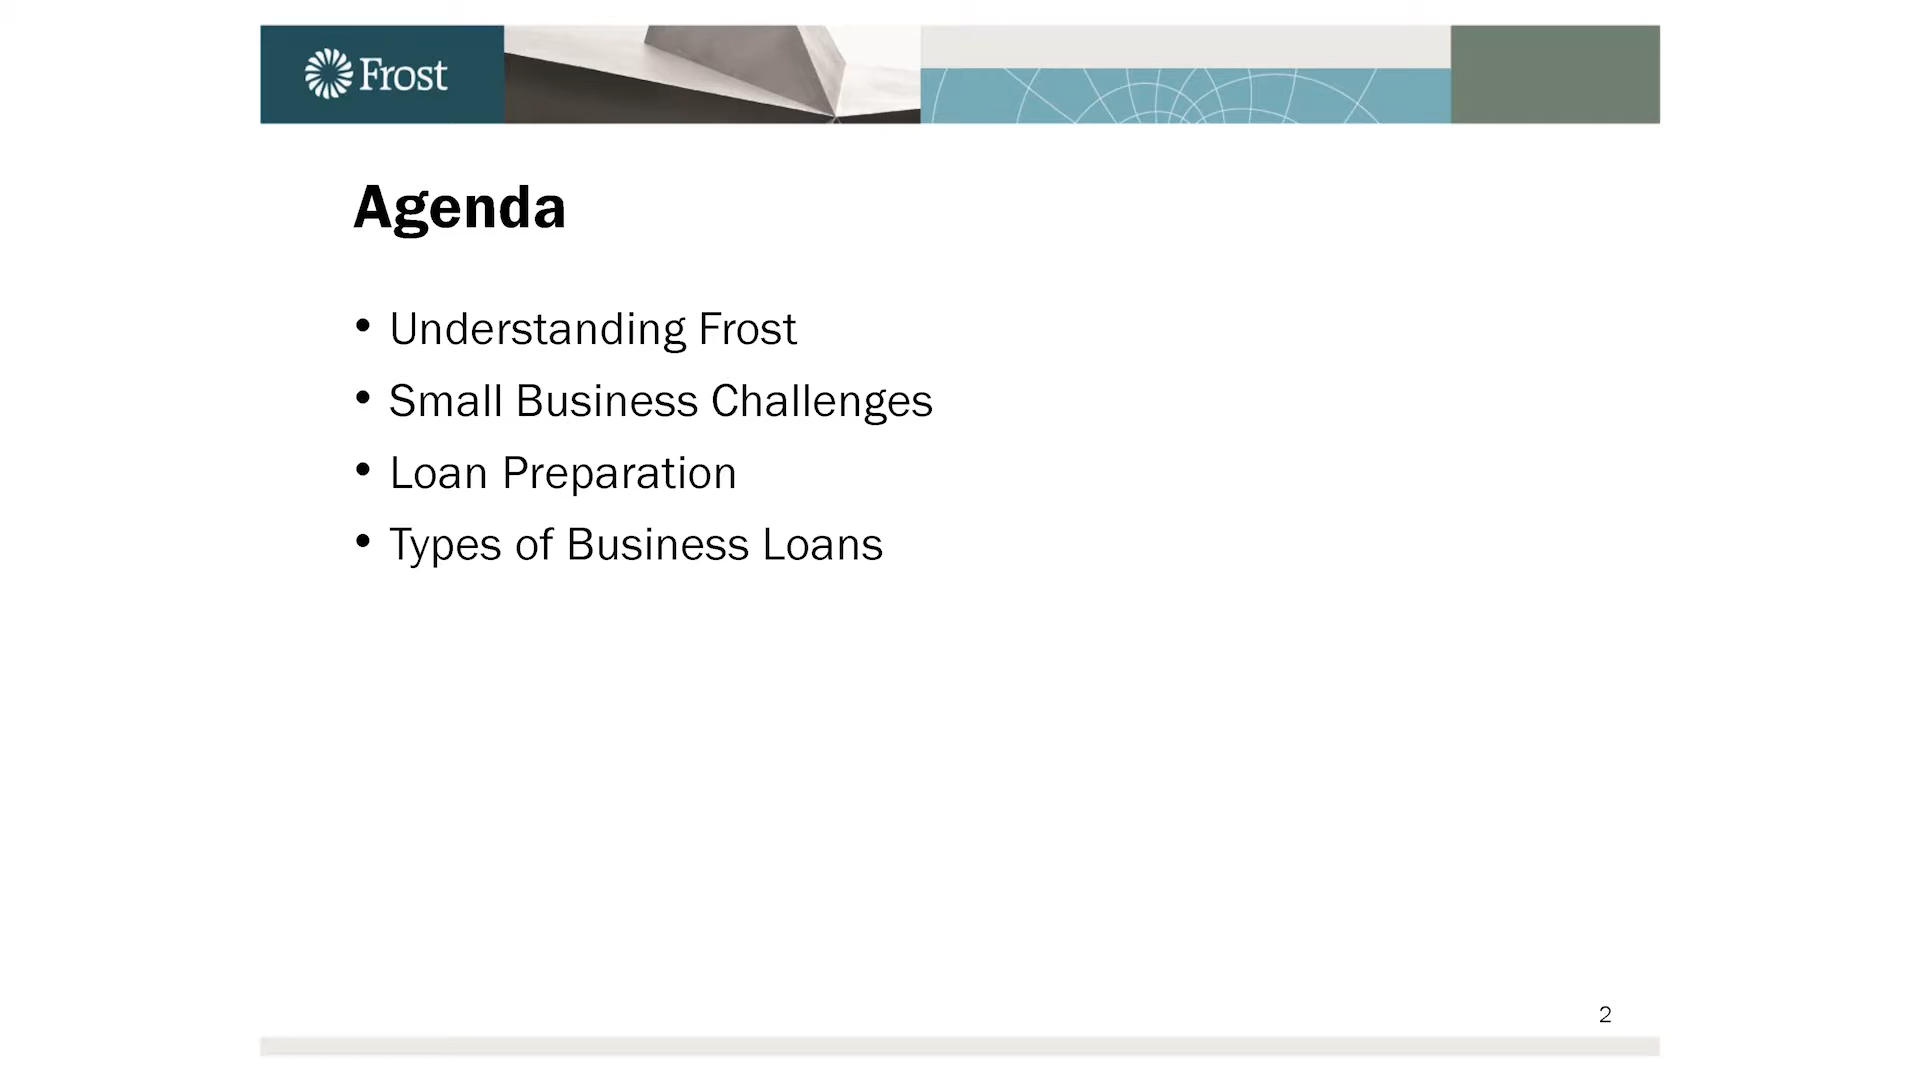 Frost
Agenda
• Understanding Frost
• Small Business Challenges
• Loan Preparation
• Types of Business Loans
2